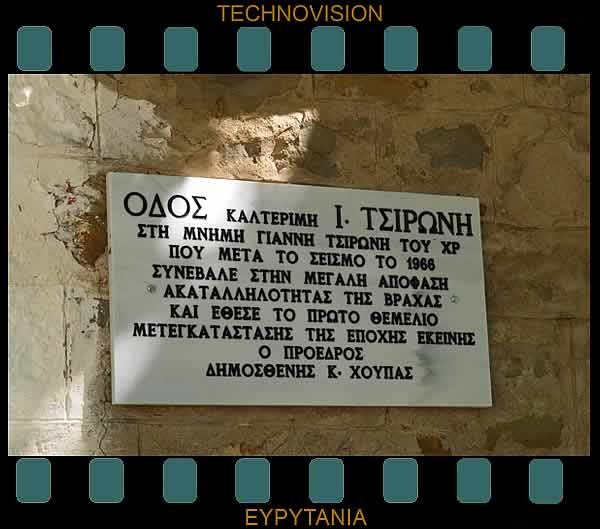 TECHNOVISION
ΟΔΟΣ ΚΑΛΤΕΡΙΜΗ Ι. ΤΣΙΡΩΝΗ
ΣΤΗ ΜΝΗΜΗ ΓΙΑΝΝΗ ΤΣΙΡΩΝΗ ΤΟΥ ΧΡ
ΠΟΥ ΜΕΤΑ ΤΟ ΣΕΙΣΜΟ ΤΟ 1966
ΣΥΝΕΒΑΛΕ ΣΤΗΝ ΜΕΓΑΛΗ ΑΠΟΦΑΣΗ
ΑΚΑΤΑΛΛΗΛΟΤΗΤΑΣ ΤΗΣ ΒΡΑΧΑΣ
ΚΑΙ ΕΘΕΣΕ ΤΟ ΠΡΩΤΟ ΘΕΜΕΛΙΟ
ΜΕΤΕΓΚΑΤΑΣΤΑΣΗΣ ΤΗΣ ΕΠΟΧΗΣ ΕΚΕΙΝΗΣ
Ο ΠΡΟΕΔΡΟΣ
ΔΗΜΟΣΘΕΝΗΣ Κ. ΧΟΥΠΑΣ
ΕΥΡΥΤΑΝΙΑ